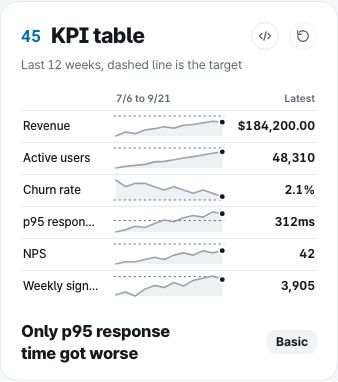 45 KPI table
Last 12 weeks, dashed line is the target
7/6 to 9/21 Latest
Revenue $184,200.00
Active users 48,310
Churn rate 2.1%
p95 respon... 312ms
NPS 42
Weekly sign... 3,905
Only p95 response
time got worse
Basic